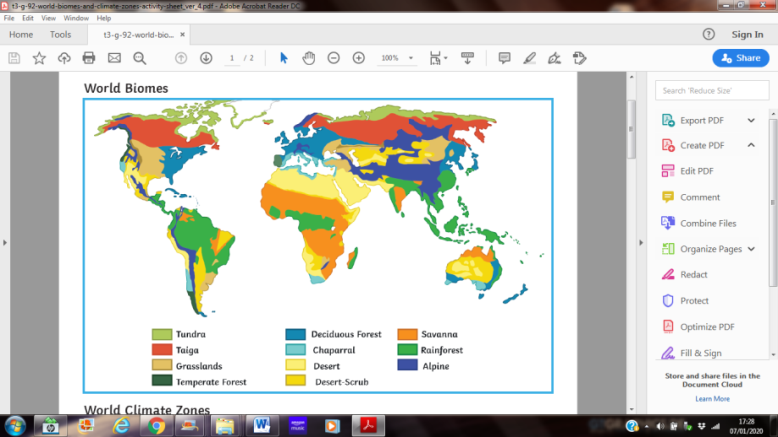 t3-g-92-world-biomes-and-climate-zones-activity-sheet_ver_4.pdf - Adobe Acrobat Reader DC
File Edit View Window Help
Home Tools t3-g-92-world-bio... × Sign In
1 / 2 100% Share
World Biomes
Tundra Deciduous Forest Savanna
Taiga Chaparral Rainforest
Grasslands Desert Alpine
Temperate Forest Desert-Scrub
World Climate Zones
Search 'Reduce Size'
Export PDF
Create PDF
Edit PDF
Comment
Combine Files
Organize Pages
Redact
Protect
Optimize PDF
Fill & Sign
Store and share files in the
Document Cloud
Learn More
amazon
music
17:28
07/01/2020